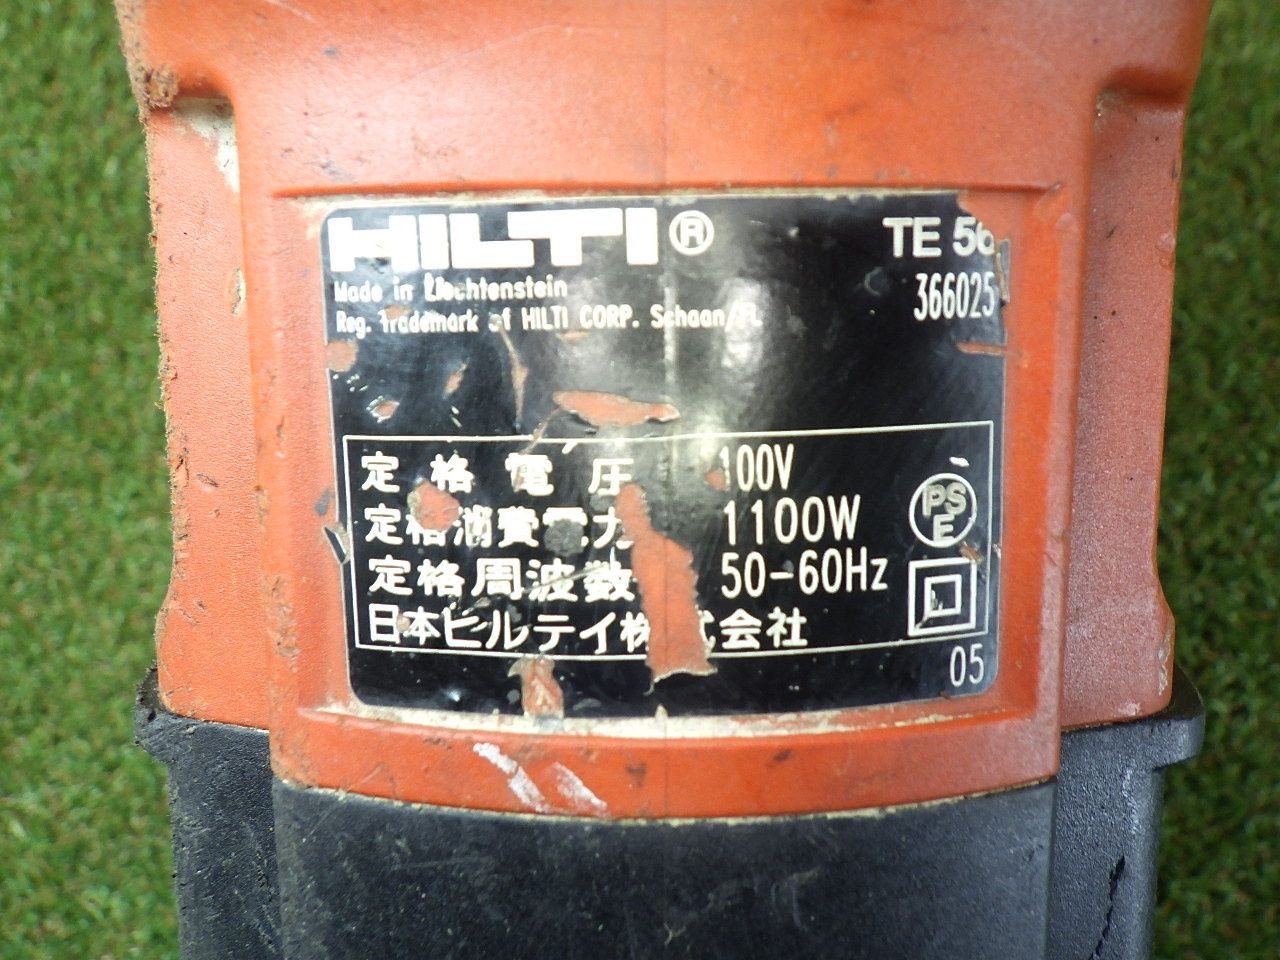 HILTI® TE 56
Made in Liechtenstein 366025
Reg. Trademark of HILTI CORP. Schaan/FL
定格電圧 100V
定格消費電力 1100W
定格周波数 50-60Hz
PSE
日本ヒルティ株式会社
05